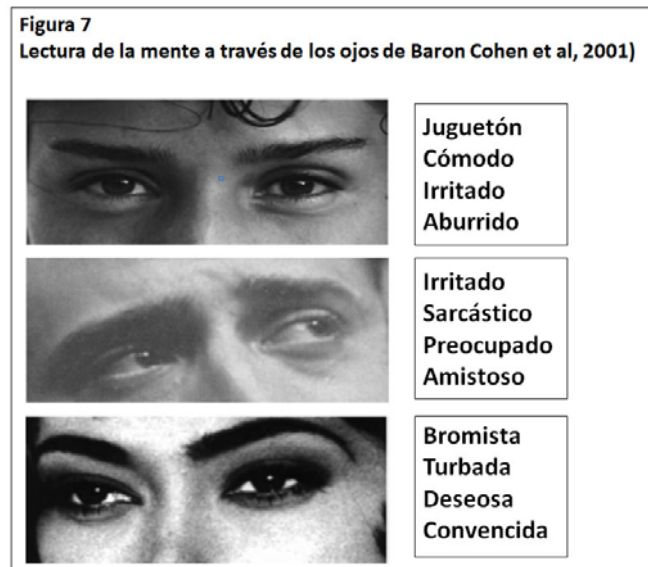 Figura 7
Lectura de la mente a través de los ojos de Baron Cohen et al, 2001)
Juguetón
Cómodo
Irritado
Aburrido
Irritado
Sarcástico
Preocupado
Amistoso
Bromista
Turbada
Deseosa
Convencida